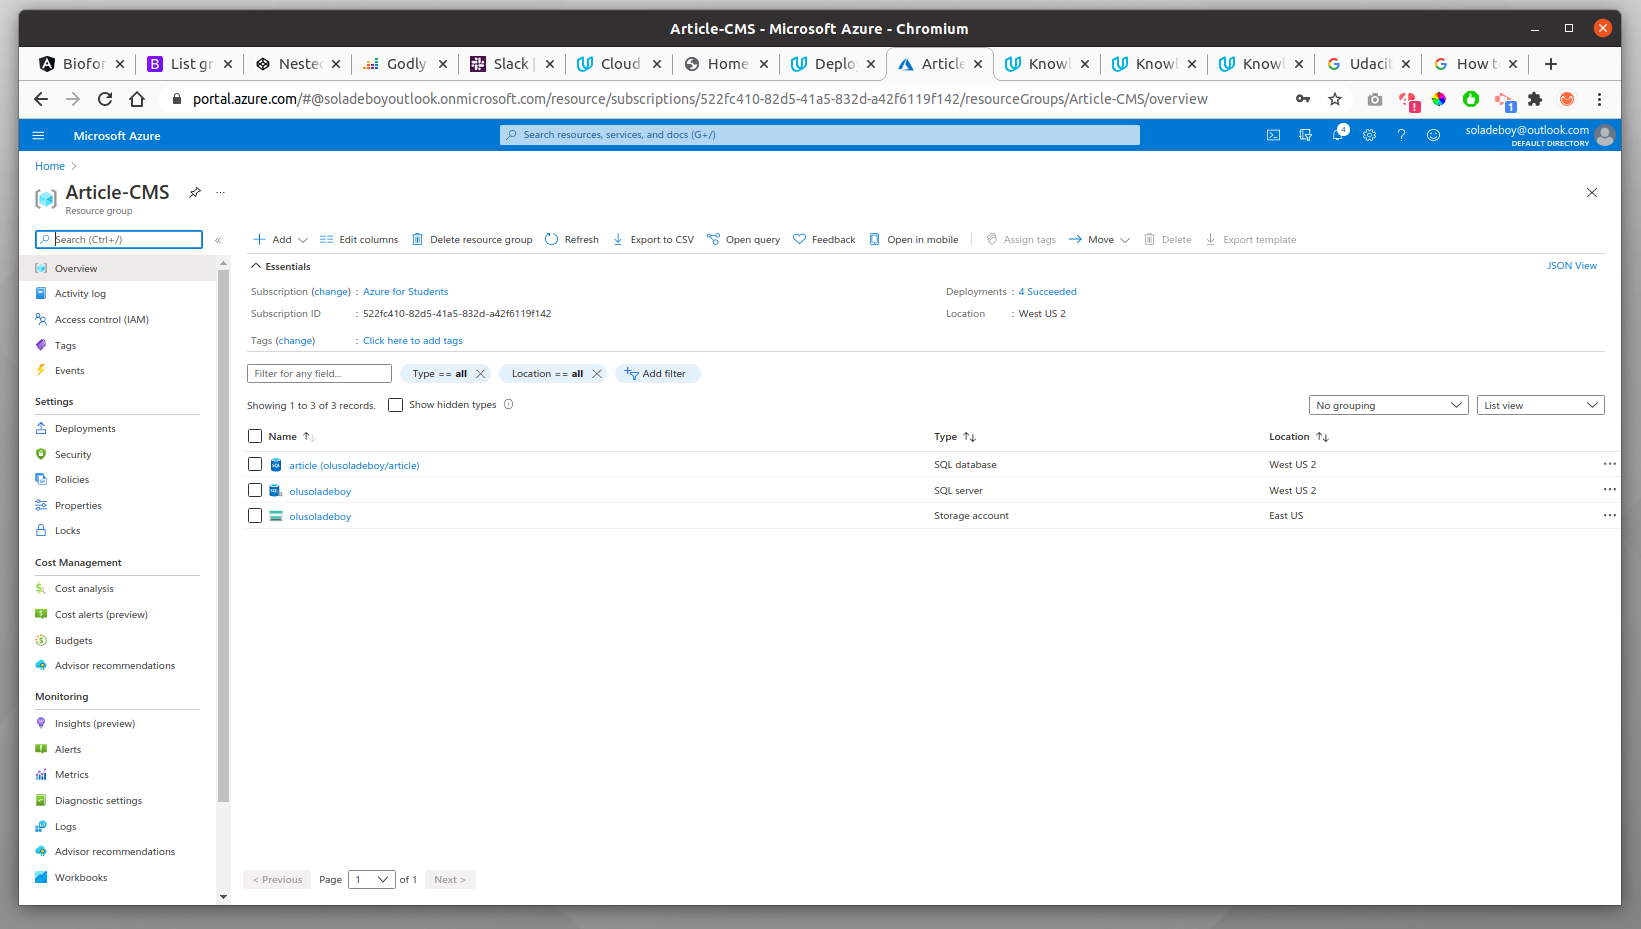 Article-CMS - Microsoft Azure - Chromium
Biofor
List gr
Neste
Godly
Slack |
Cloud
Home
Deplo
Article
Knowl
Knowl
Knowl
Udacit
How t
portal.azure.com/#@soladeboyoutlook.onmicrosoft.com/resource/subscriptions/522fc410-82d5-41a5-832d-a42f6119f142/resourceGroups/Article-CMS/overview
Microsoft Azure
Search resources, services, and docs (G+/)
4
soladeboy@outlook.com
DEFAULT DIRECTORY
Home >
Article-CMS
Resource group
Search (Ctrl+/)
Add
Edit columns
Delete resource group
Refresh
Export to CSV
Open query
Feedback
Open in mobile
Assign tags
Move
Delete
Export template
Overview
Activity log
Access control (IAM)
Tags
Events
Settings
Deployments
Security
Policies
Properties
Locks
Cost Management
Cost analysis
Cost alerts (preview)
Budgets
Advisor recommendations
Monitoring
Insights (preview)
Alerts
Metrics
Diagnostic settings
Logs
Advisor recommendations
Workbooks
Essentials
JSON View
Subscription (change) : Azure for Students
Deployments : 4 Succeeded
Subscription ID : 522fc410-82d5-41a5-832d-a42f6119f142
Location : West US 2
Tags (change) : Click here to add tags
Filter for any field...
Type == all
Location == all
Add filter
Showing 1 to 3 of 3 records.
Show hidden types
No grouping
List view
Name Type Location
article (olusoladeboy/article) SQL database West US 2
olusoladeboy SQL server West US 2
olusoladeboy Storage account East US
< Previous Page 1 of 1 Next >